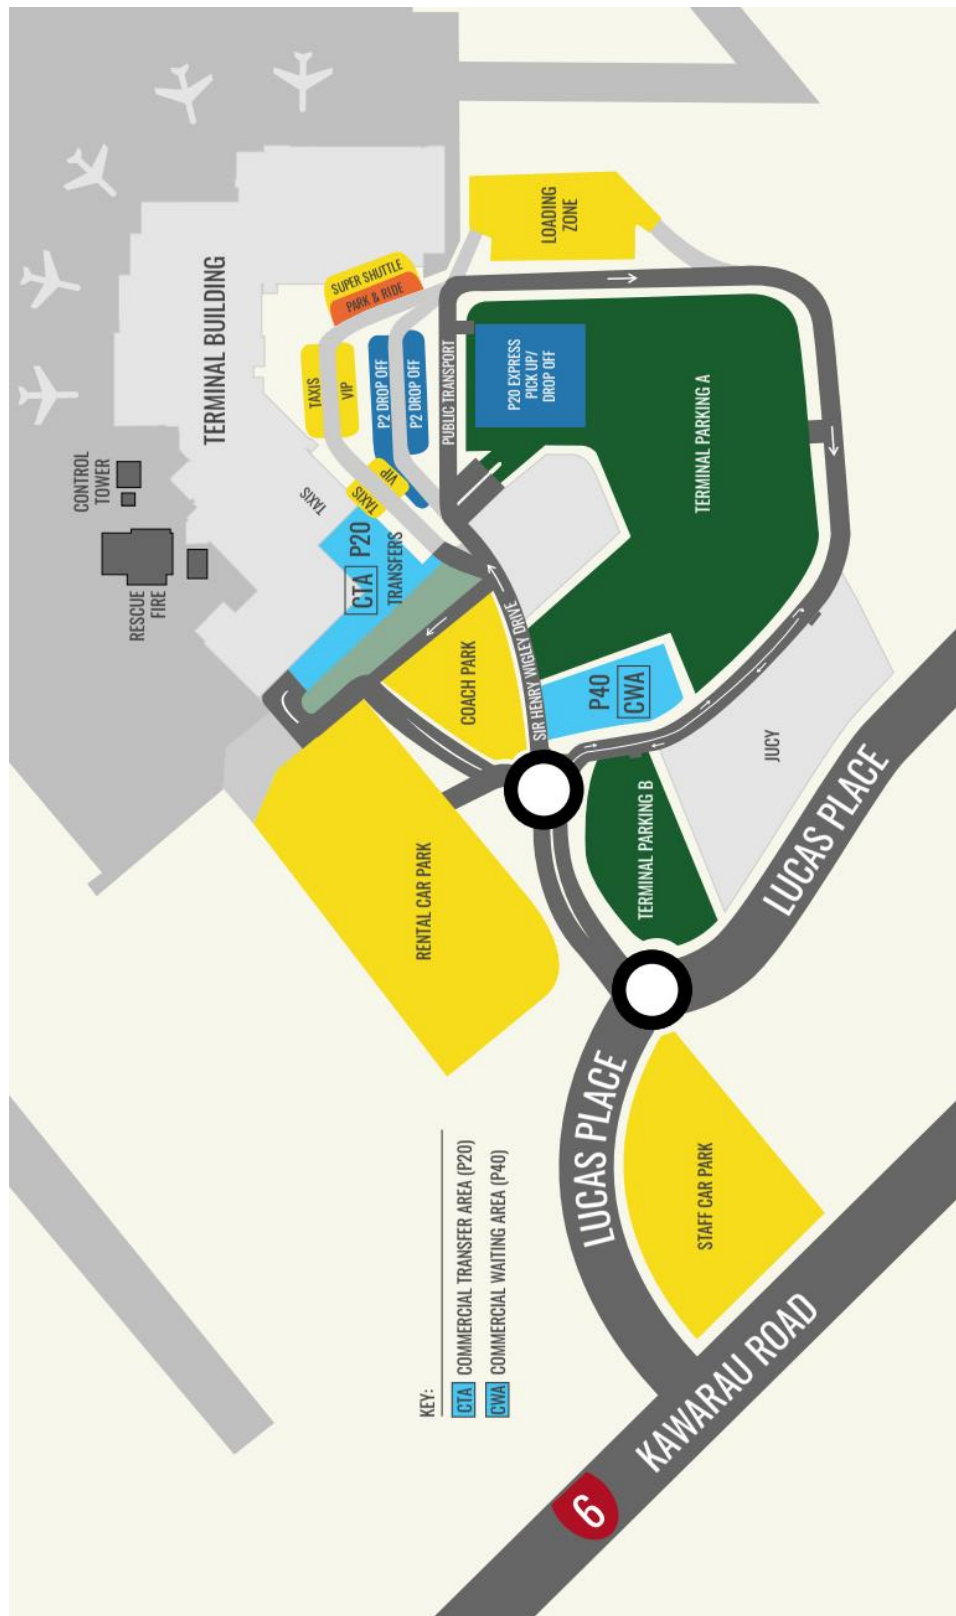 CONTROL
TOWER
RESCUE
FIRE
TERMINAL BUILDING
TAXIS
TAXIS
VIP
SUPER SHUTTLE
PARK & RIDE
P2 DROP OFF
P2 DROP OFF
TAXIS
VIP
PUBLIC TRANSPORT
LOADING
ZONE
P20 EXPRESS
PICK UP/
DROP OFF
TERMINAL PARKING A
CTA P20
TRANSFERS
COACH PARK
SIR HENRY WIGLEY DRIVE
P40
CWA
JUCY
RENTAL CAR PARK
TERMINAL PARKING B
LUCAS PLACE
LUCAS PLACE
STAFF CAR PARK
KAWARAU ROAD
6
KEY:
CTA COMMERCIAL TRANSFER AREA (P20)
CWA COMMERCIAL WAITING AREA (P40)